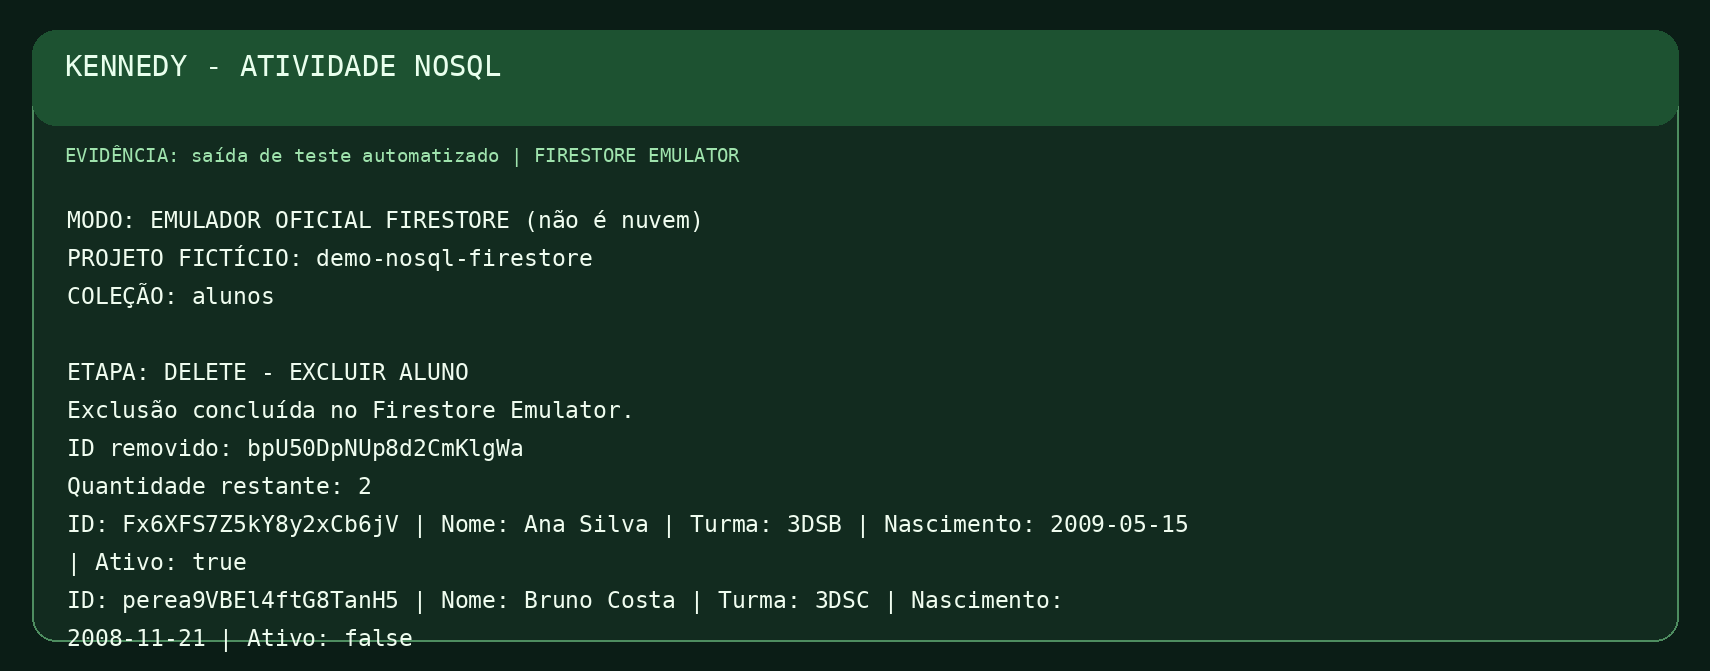 KENNEDY - ATIVIDADE NOSQL
EVIDÊNCIA: saída de teste automatizado | FIRESTORE EMULATOR
MODO: EMULADOR OFICIAL FIRESTORE (não é nuvem)
PROJETO FICTÍCIO: demo-nosql-firestore
COLEÇÃO: alunos
ETAPA: DELETE - EXCLUIR ALUNO
Exclusão concluída no Firestore Emulator.
ID removido: bpU50DpNUp8d2CmKlgWa
Quantidade restante: 2
ID: Fx6XFS7Z5kY8y2xCb6jV | Nome: Ana Silva | Turma: 3DSB | Nascimento: 2009-05-15
| Ativo: true
ID: perea9VBEl4ftG8TanH5 | Nome: Bruno Costa | Turma: 3DSC | Nascimento:
2008-11-21 | Ativo: false